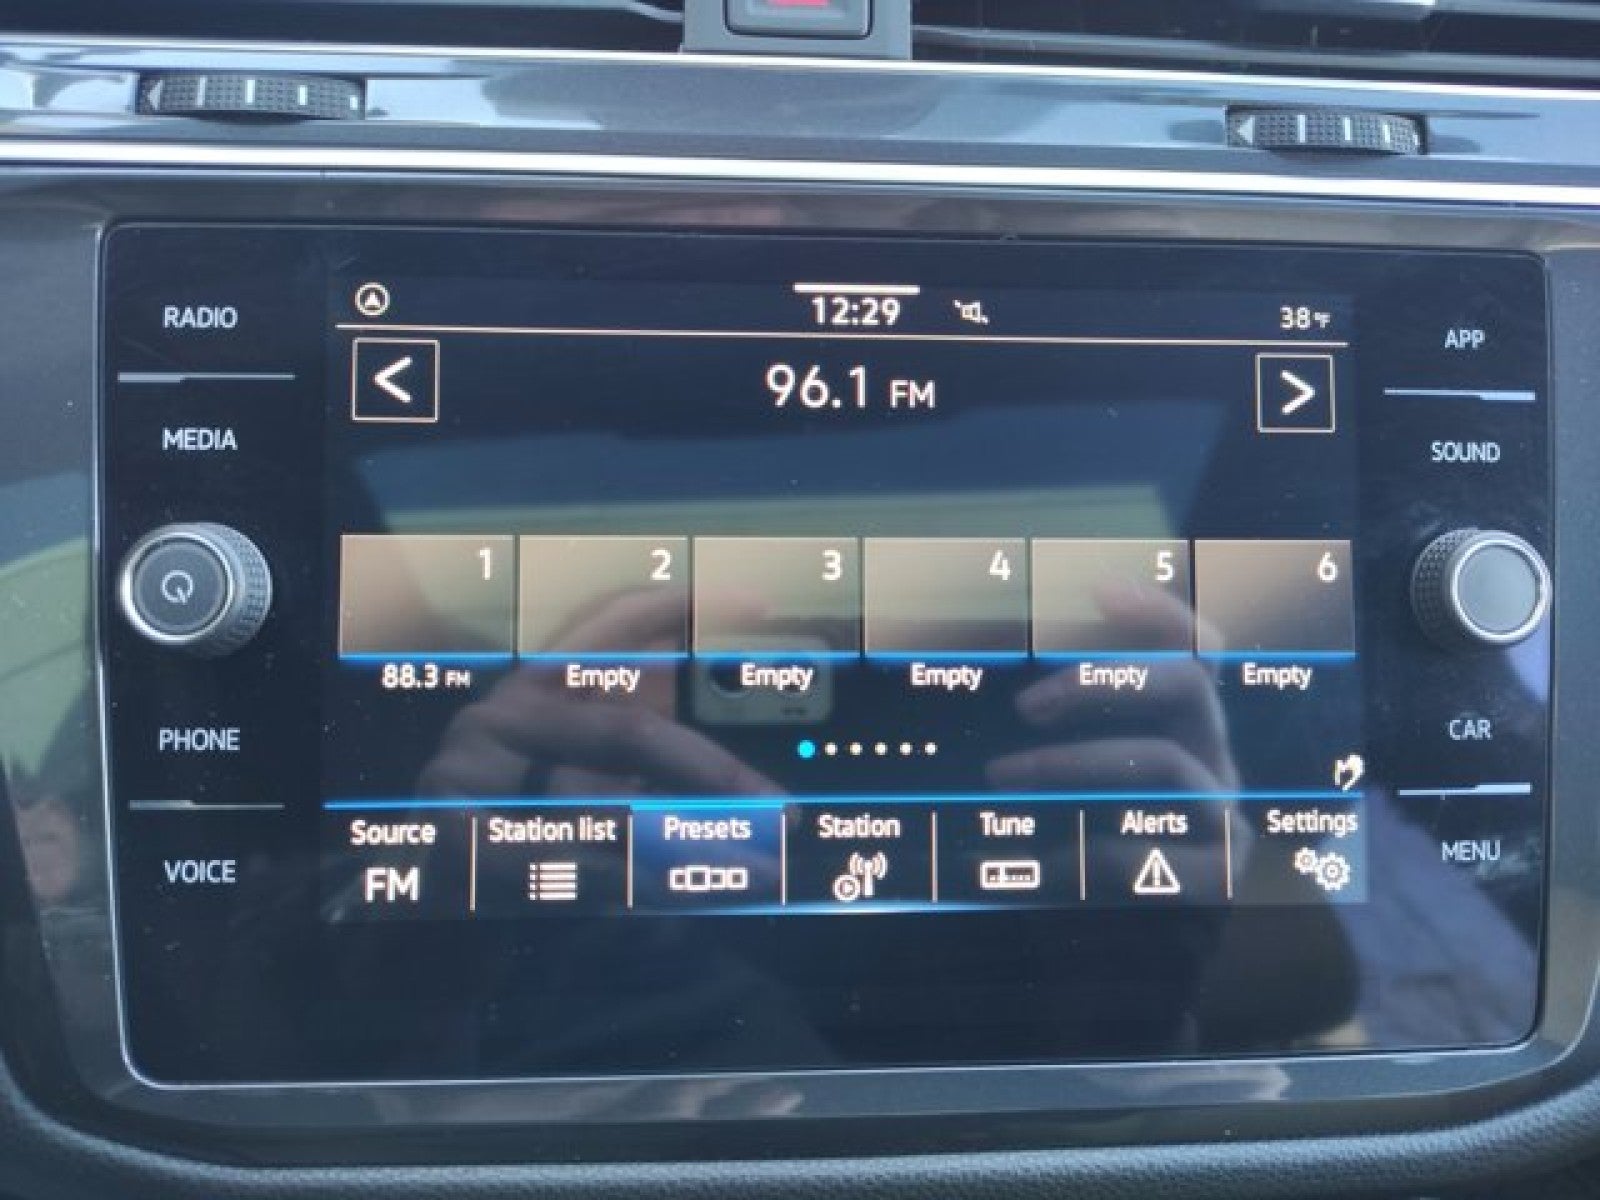 RADIO
MEDIA
PHONE
VOICE
12:29
38°F
96.1 FM
1 2 3 4 5 6
88.3 FM Empty Empty Empty Empty Empty
Source Station list Presets Station Tune Alerts Settings
FM
APP
SOUND
CAR
MENU